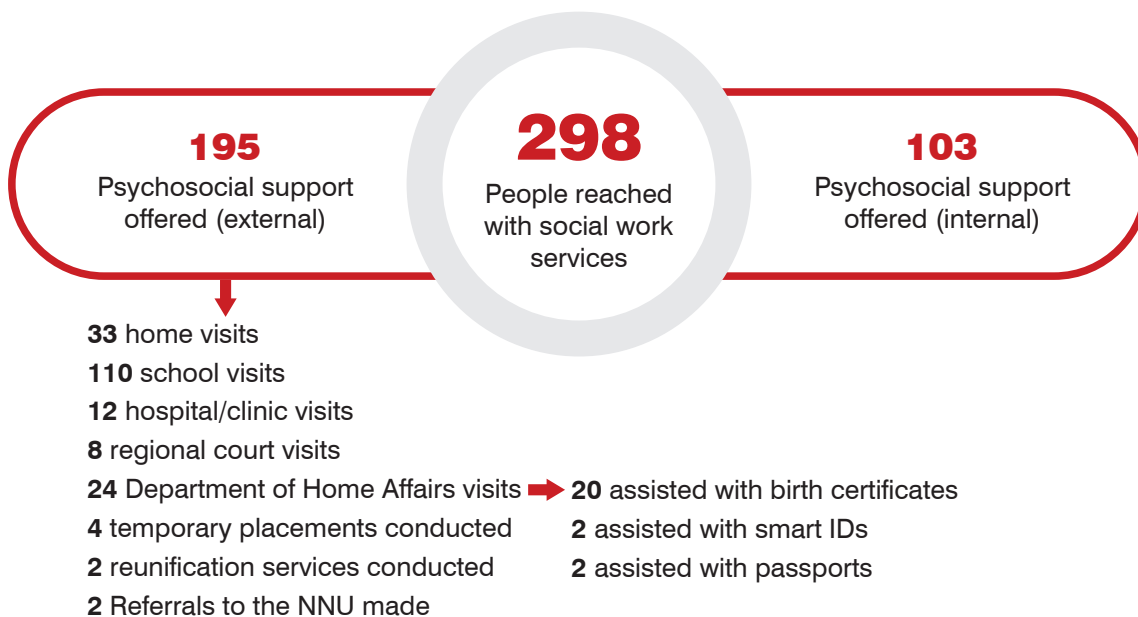 195
Psychosocial support
offered (external)
298
People reached
with social work
services
103
Psychosocial support
offered (internal)
33 home visits
110 school visits
12 hospital/clinic visits
8 regional court visits
24 Department of Home Affairs visits
4 temporary placements conducted
2 reunification services conducted
2 Referrals to the NNU made
20 assisted with birth certificates
2 assisted with smart IDs
2 assisted with passports